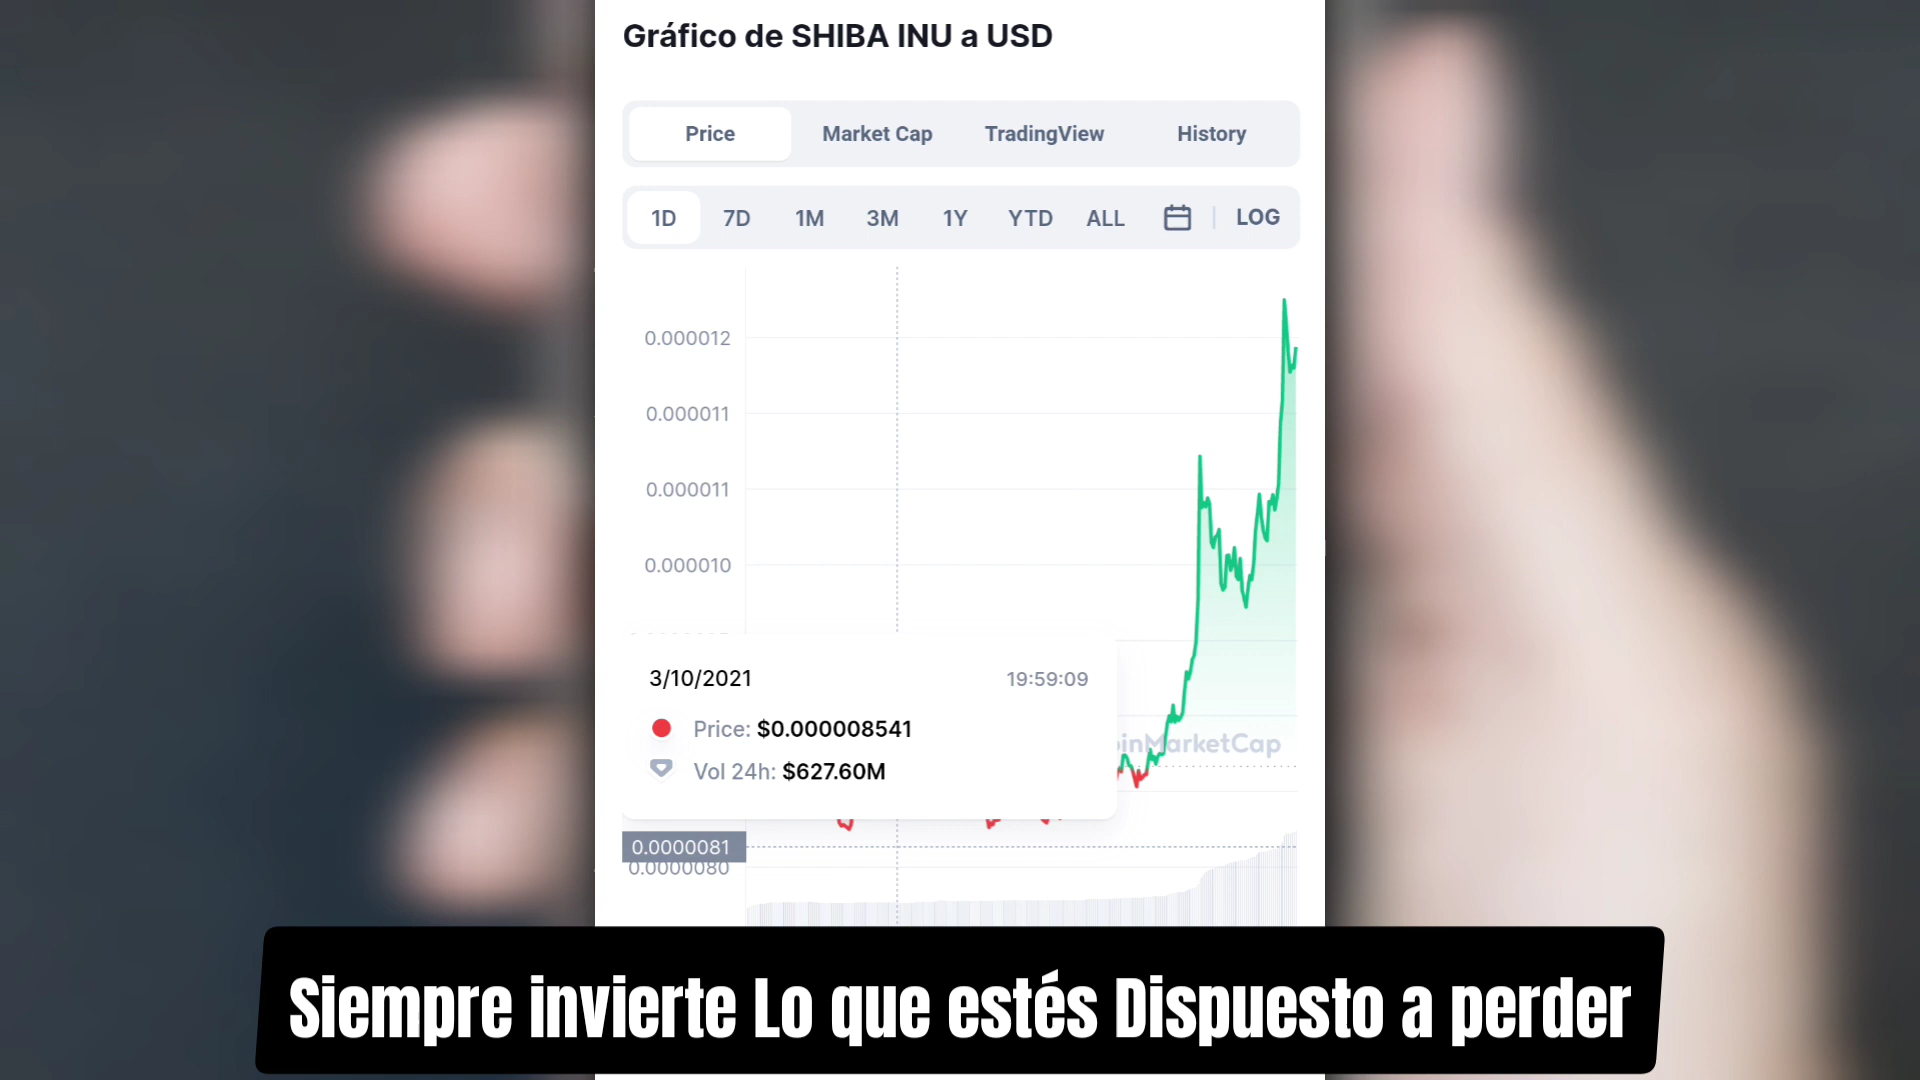 Gráfico de SHIBA INU a USD
Price Market Cap TradingView History
1D 7D 1M 3M 1Y YTD ALL LOG
0.000012
0.000011
0.000011
0.000010
3/10/2021 19:59:09
Price: $0.000008541
Vol 24h: $627.60M
inMarketCap
0.0000081
0.0000080
Siempre invierte Lo que estés Dispuesto a perder